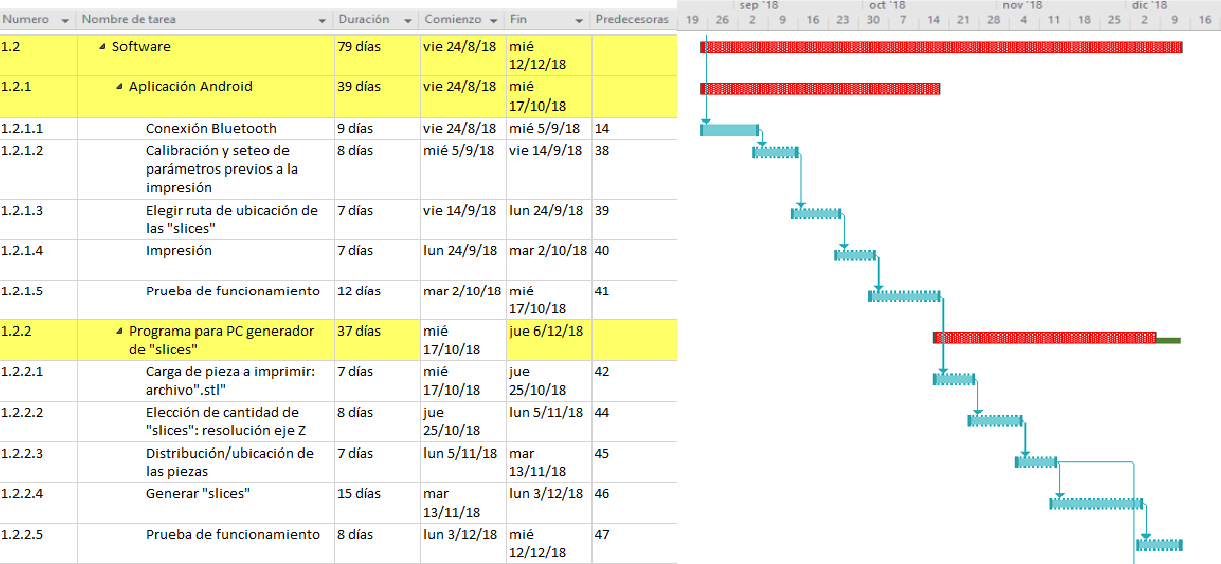 Numero Nombre de tarea Duración Comienzo Fin Predecesoras
sep '18 oct '18 nov '18 dic '18
19 26 2 9 16 23 30 7 14 21 28 4 11 18 25 2 9 16
1.2 Software 79 días vie 24/8/18 mié
12/12/18
1.2.1 Aplicación Android 39 días vie 24/8/18 mié
17/10/18
1.2.1.1 Conexión Bluetooth 9 días vie 24/8/18 mié 5/9/18 14
1.2.1.2 Calibración y seteo de 8 días mié 5/9/18 vie 14/9/18 38
parámetros previos a la
impresión
1.2.1.3 Elegir ruta de ubicación de 7 días vie 14/9/18 lun 24/9/18 39
las "slices"
1.2.1.4 Impresión 7 días lun 24/9/18 mar 2/10/18 40
1.2.1.5 Prueba de funcionamiento 12 días mar 2/10/18 mié 41
17/10/18
1.2.2 Programa para PC generador 37 días mié jue 6/12/18
de "slices" 17/10/18
1.2.2.1 Carga de pieza a imprimir: 7 días mié jue 42
archivo".stl" 17/10/18 25/10/18
1.2.2.2 Elección de cantidad de 8 días jue lun 5/11/18 44
"slices": resolución eje Z 25/10/18
1.2.2.3 Distribución/ubicación de 7 días lun 5/11/18 mar 45
las piezas 13/11/18
1.2.2.4 Generar "slices" 15 días mar lun 3/12/18 46
13/11/18
1.2.2.5 Prueba de funcionamiento 8 días lun 3/12/18 mié 47
12/12/18